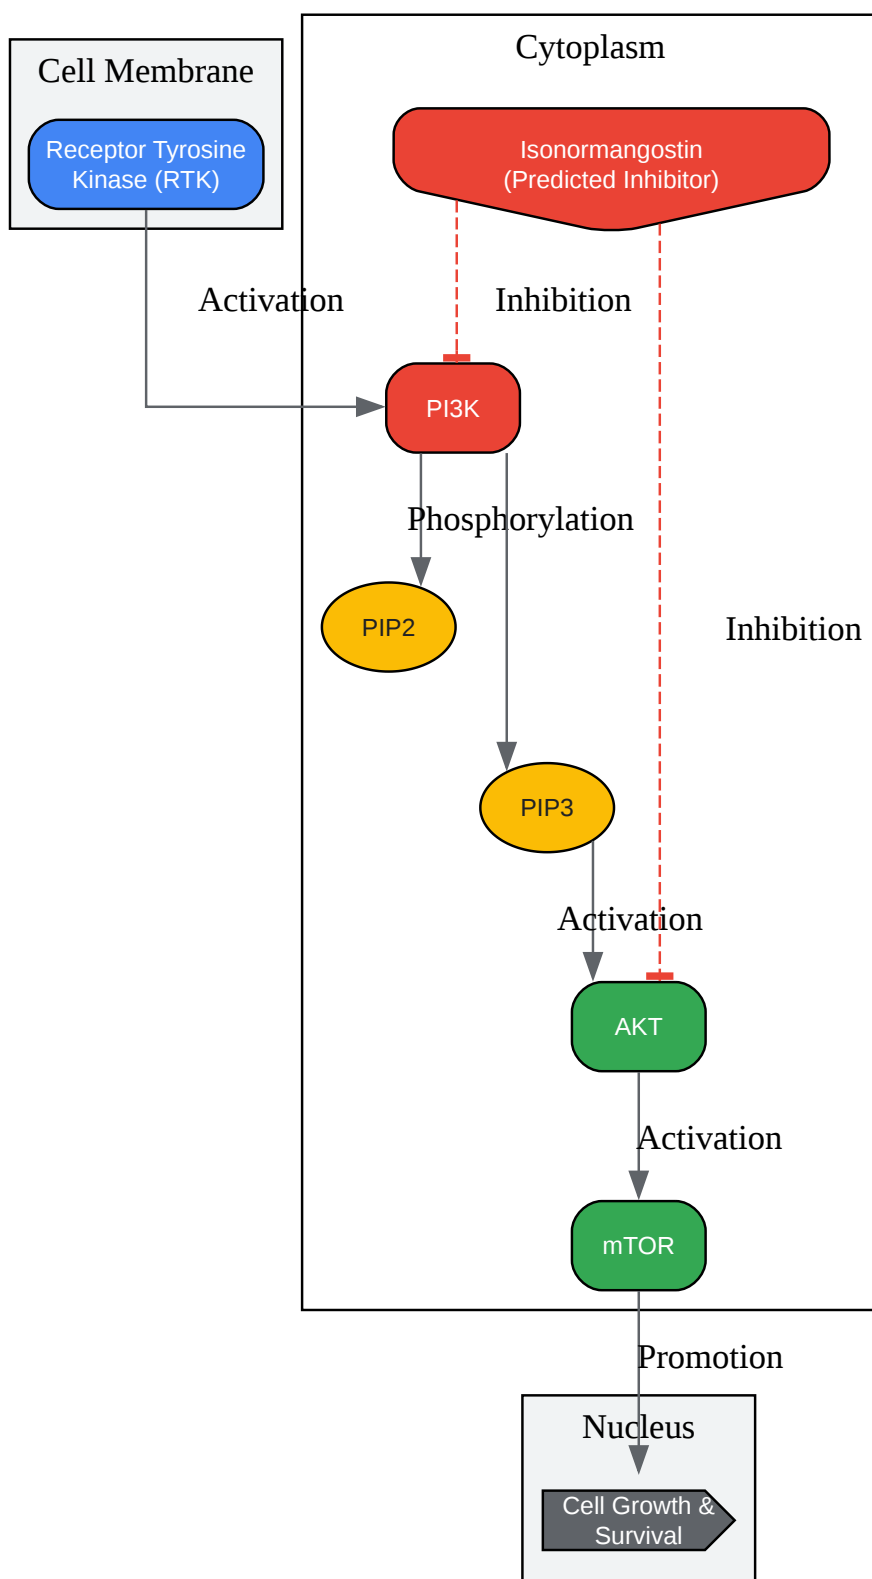 Cytoplasm
Cell Membrane
Receptor Tyrosine
Kinase (RTK)
Isonormangostin
(Predicted Inhibitor)
Activation
Inhibition
PI3K
Phosphorylation
PIP2
Inhibition
PIP3
Activation
AKT
Activation
mTOR
Promotion
Nucleus
Cell Growth &
Survival